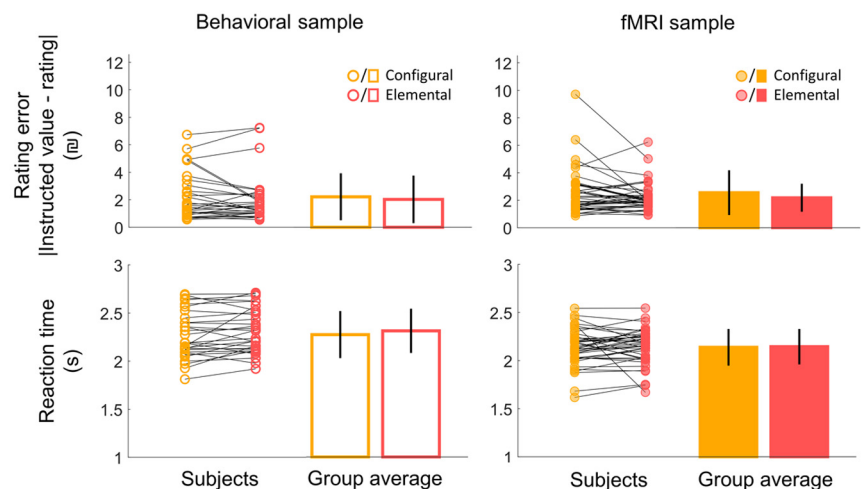 Behavioral sample
fMRI sample
Rating error
|Instructed value - rating|
(₪)
12
10
8
6
4
2
0
○/□ Configural
○/□ Elemental
12
10
8
6
4
2
0
●/■ Configural
●/■ Elemental
Reaction time
(s)
3
2.5
2
1.5
1
3
2.5
2
1.5
1
Subjects
Group average
Subjects
Group average